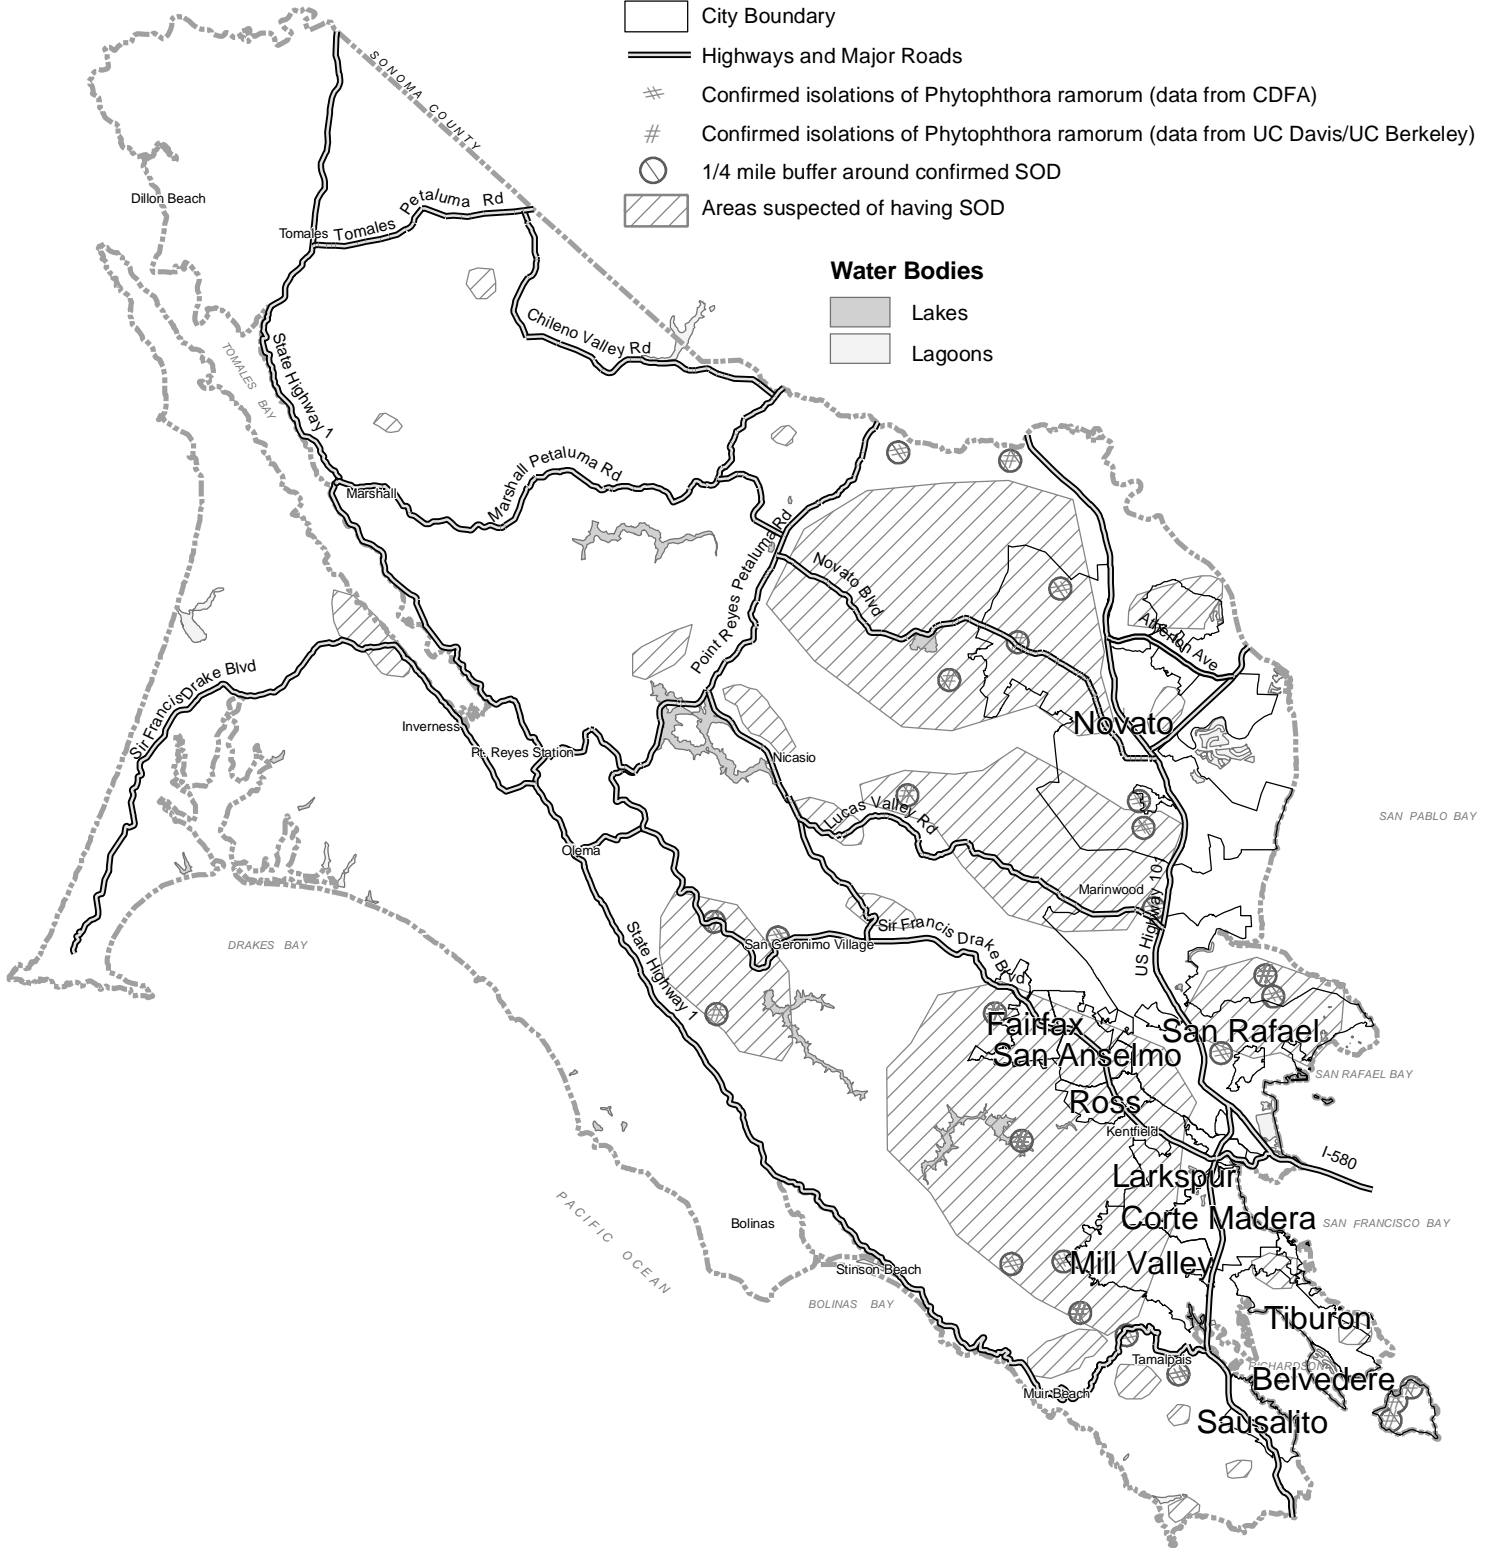 City Boundary
Highways and Major Roads
Confirmed isolations of Phytophthora ramorum (data from CDFA)
Confirmed isolations of Phytophthora ramorum (data from UC Davis/UC Berkeley)
1/4 mile buffer around confirmed SOD
Areas suspected of having SOD
Water Bodies
Lakes
Lagoons
SONOMA COUNTY
Dillon Beach
Tomales
Tomales Petaluma Rd
Chileno Valley Rd
State Highway 1
TOMALES BAY
Marshall
Marshall Petaluma Rd
Point Reyes Petaluma Rd
Novato Blvd
Atherton Ave
Sir Francis Drake Blvd
Inverness
Pt. Reyes Station
Novato
Nicasio
Lucas Valley Rd
SAN PABLO BAY
Olema
Marinwood
US Highway 101
DRAKES BAY
State Highway 1
San Geronimo Village
Sir Francis Drake Blvd
Fairfax
San Rafael
San Anselmo
SAN RAFAEL BAY
Ross
Kentfield
I-580
Larkspur
PACIFIC OCEAN
Bolinas
Corte Madera
SAN FRANCISCO BAY
Mill Valley
Stinson Beach
BOLINAS BAY
Tiburon
Tamalpais
RICHARDSON
Belvedere
Muir Beach
Sausalito